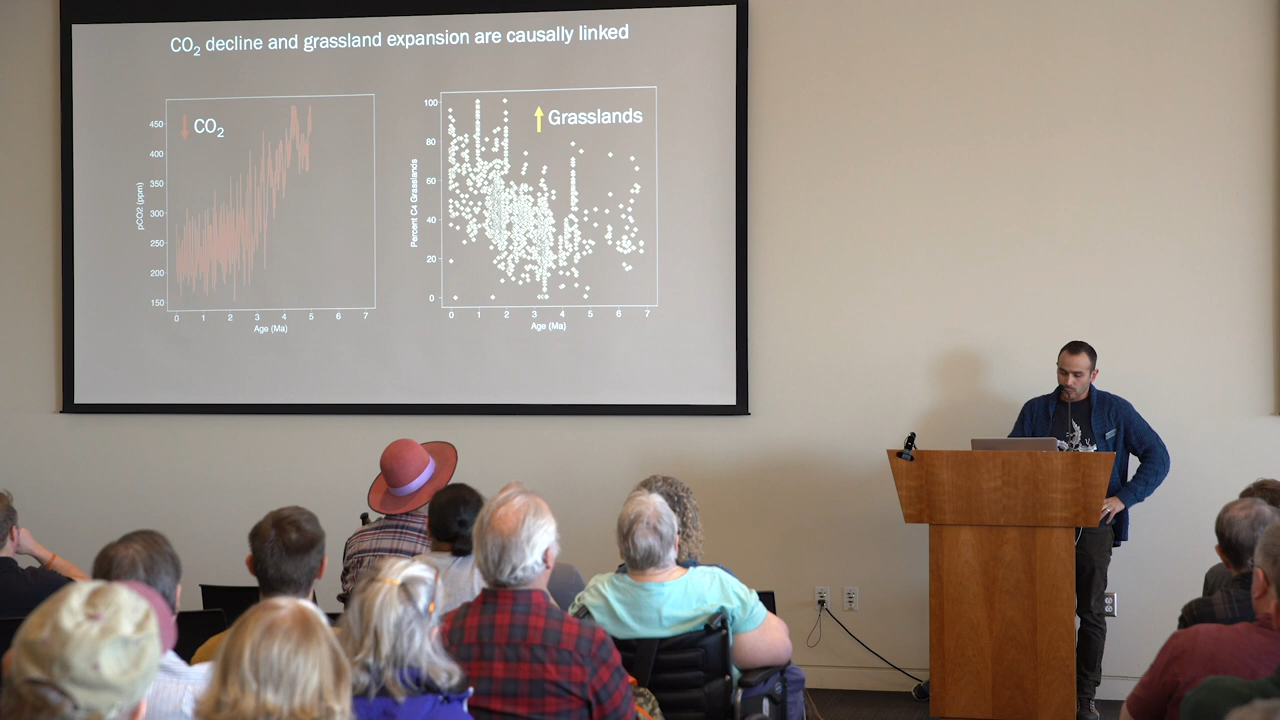 CO₂ decline and grassland expansion are causally linked
CO₂
450
400
350
300
250
200
150
pCO2 (ppm)
0 1 2 3 4 5 6 7
Age (Ma)
Grasslands
100
80
60
40
20
0
Percent C4 Grasslands
0 1 2 3 4 5 6 7
Age (Ma)